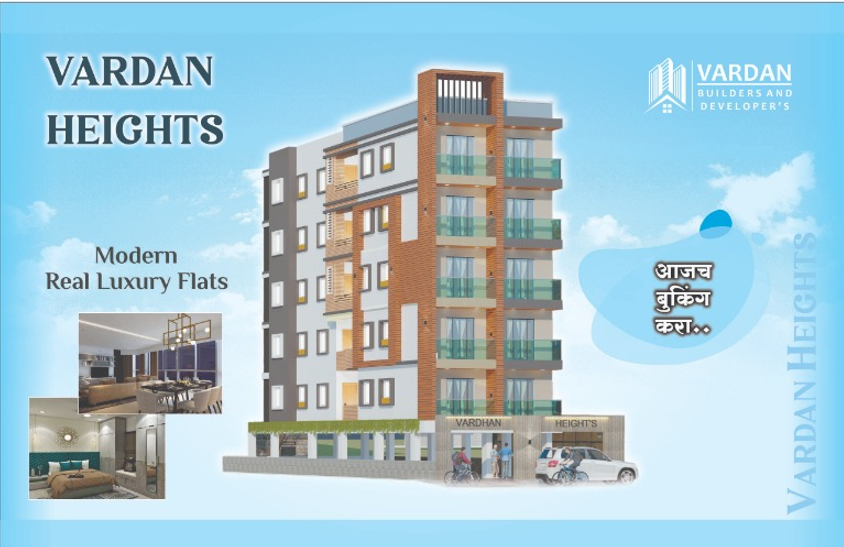 VARDAN
HEIGHTS
VARDAN
BUILDERS AND
DEVELOPER'S
Modern
Real Luxury Flats
आजच
बुकिंग
करा..
VARDHAN HEIGHT'S
VARDAN HEIGHTS